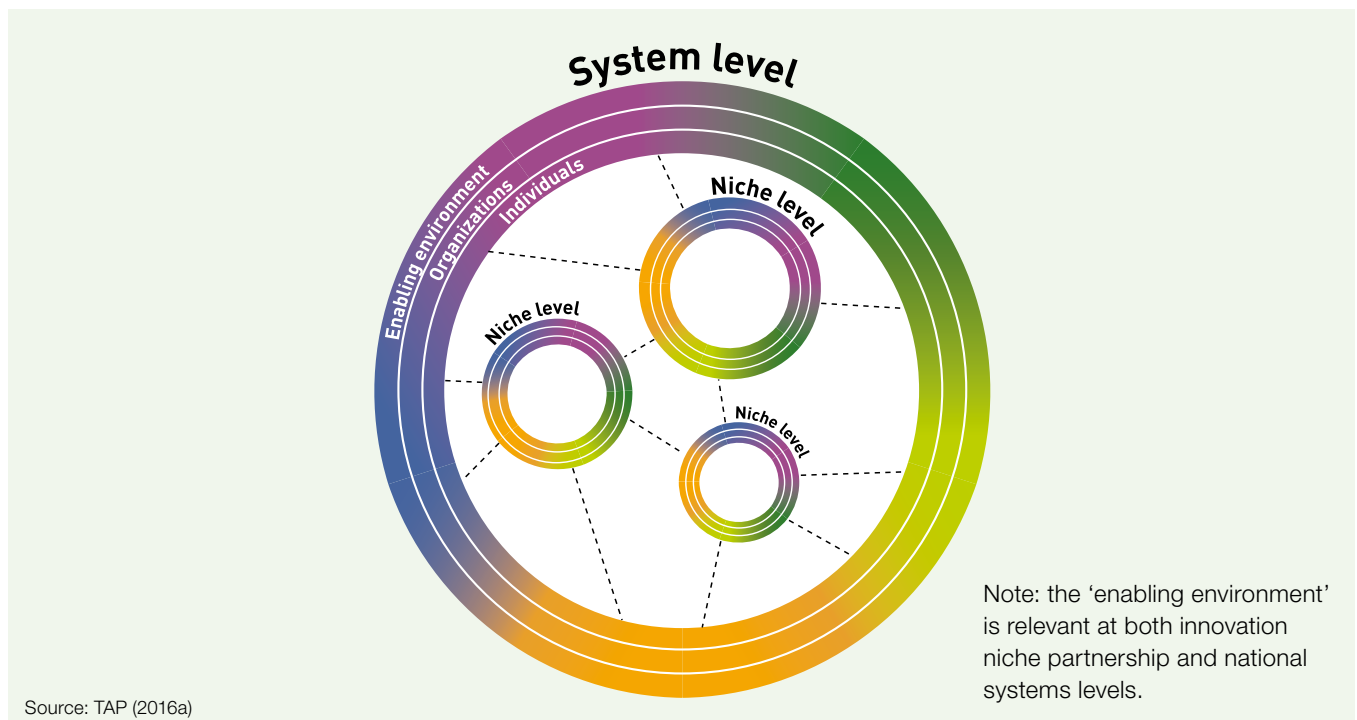 System level
Enabling environment
Organizations
Individuals
Niche level
Niche level
Niche level
Note: the ‘enabling environment’
is relevant at both innovation
niche partnership and national
systems levels.
Source: TAP (2016a)